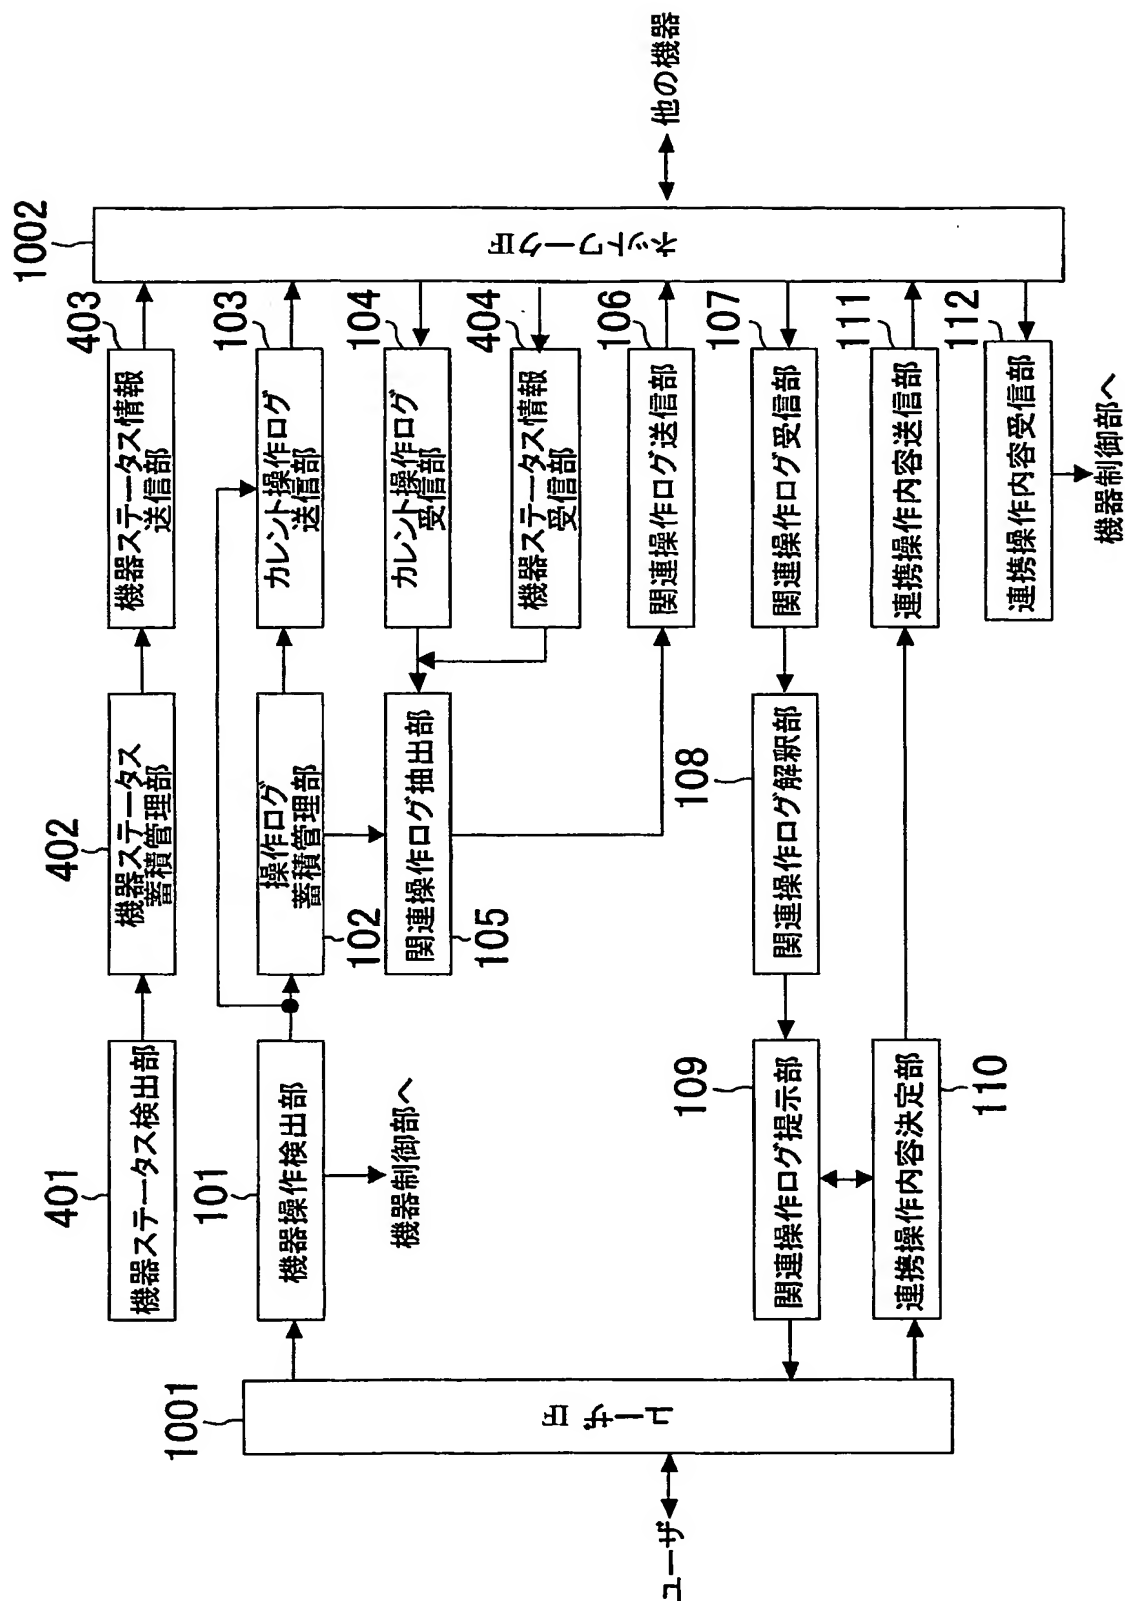 401
機器ステータス検出部
402
機器ステータス
蓄積管理部
403
機器ステータス情報
送信部
1002
ネットワークIF
他の機器
1001
ユーザIF
ユーザ
101
機器操作検出部
機器制御部へ
操作ログ
蓄積管理部
102
103
カレント操作ログ
送信部
104
カレント操作ログ
受信部
関連操作ログ抽出部
105
404
機器ステータス情報
受信部
106
関連操作ログ送信部
107
関連操作ログ受信部
108
関連操作ログ解釈部
109
関連操作ログ提示部
連携操作内容決定部
110
111
連携操作内容送信部
112
連携操作内容受信部
機器制御部へ